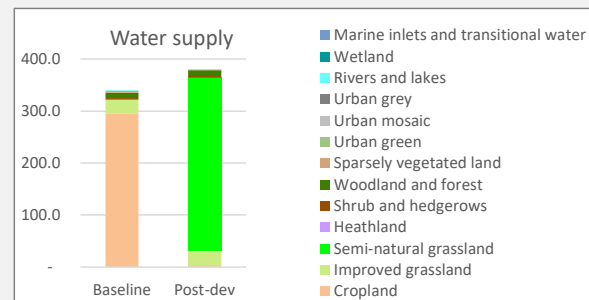 Water supply
400.0
300.0
200.0
100.0
-
Baseline
Post-dev
Marine inlets and transitional water
Wetland
Rivers and lakes
Urban grey
Urban mosaic
Urban green
Sparsely vegetated land
Woodland and forest
Shrub and hedgerows
Heathland
Semi-natural grassland
Improved grassland
Cropland